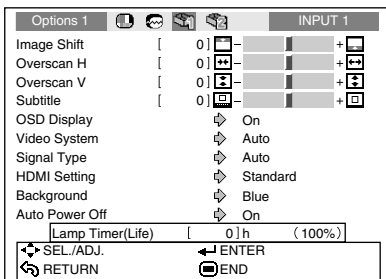 Options 1 INPUT 1
Image Shift [ 0] – +
Overscan H [ 0] – +
Overscan V [ 0] – +
Subtitle [ 0] – +
OSD Display On
Video System Auto
Signal Type Auto
HDMI Setting Standard
Background Blue
Auto Power Off On
Lamp Timer(Life) [ 0]h (100%)
SEL./ADJ. ENTER
RETURN END